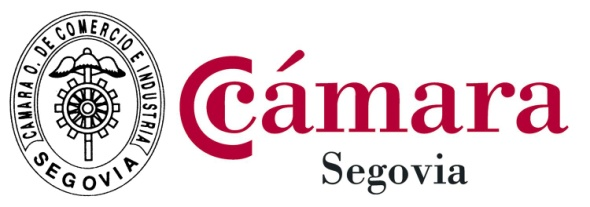 CAMARA O. DE COMERCIO E INDUSTRIA
SEGOVIA
cámara
Segovia